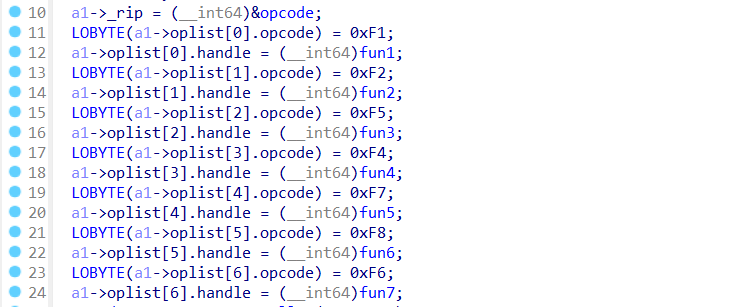 10 a1->_rip = (__int64)&opcode;
11 LOBYTE(a1->oplist[0].opcode) = 0xF1;
12 a1->oplist[0].handle = (__int64)fun1;
13 LOBYTE(a1->oplist[1].opcode) = 0xF2;
14 a1->oplist[1].handle = (__int64)fun2;
15 LOBYTE(a1->oplist[2].opcode) = 0xF5;
16 a1->oplist[2].handle = (__int64)fun3;
17 LOBYTE(a1->oplist[3].opcode) = 0xF4;
18 a1->oplist[3].handle = (__int64)fun4;
19 LOBYTE(a1->oplist[4].opcode) = 0xF7;
20 a1->oplist[4].handle = (__int64)fun5;
21 LOBYTE(a1->oplist[5].opcode) = 0xF8;
22 a1->oplist[5].handle = (__int64)fun6;
23 LOBYTE(a1->oplist[6].opcode) = 0xF6;
24 a1->oplist[6].handle = (__int64)fun7;